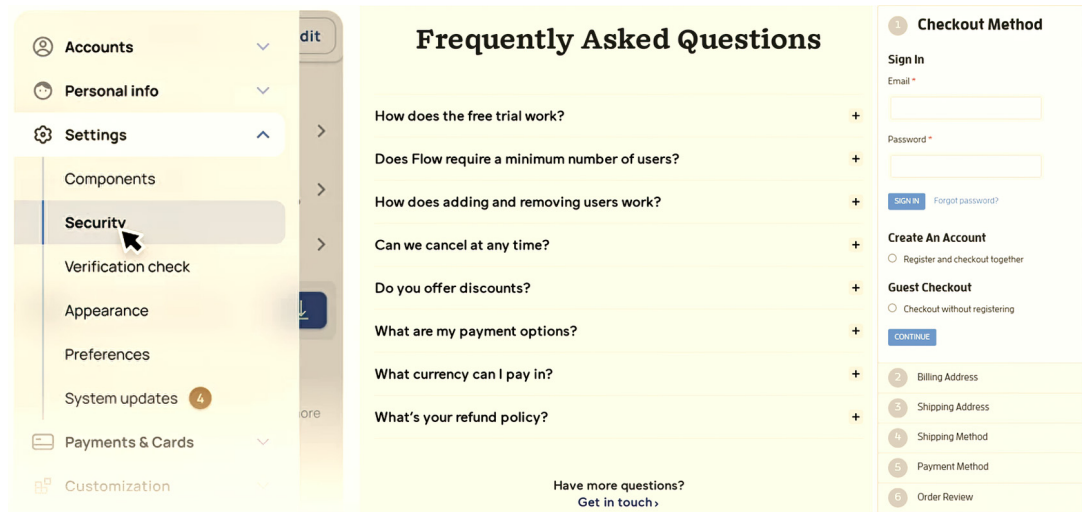 Accounts
Personal info
Settings
Components
Security
Verification check
Appearance
Preferences
System updates 4
Payments & Cards
Customization
dit
ore
Frequently Asked Questions
How does the free trial work? +
Does Flow require a minimum number of users? +
How does adding and removing users work? +
Can we cancel at any time? +
Do you offer discounts? +
What are my payment options? +
What currency can I pay in? +
What's your refund policy? +
Have more questions?
Get in touch ›
1 Checkout Method
Sign In
Email *
Password *
SIGN IN Forgot password?
Create An Account
Register and checkout together
Guest Checkout
Checkout without registering
CONTINUE
2 Billing Address
3 Shipping Address
4 Shipping Method
5 Payment Method
6 Order Review